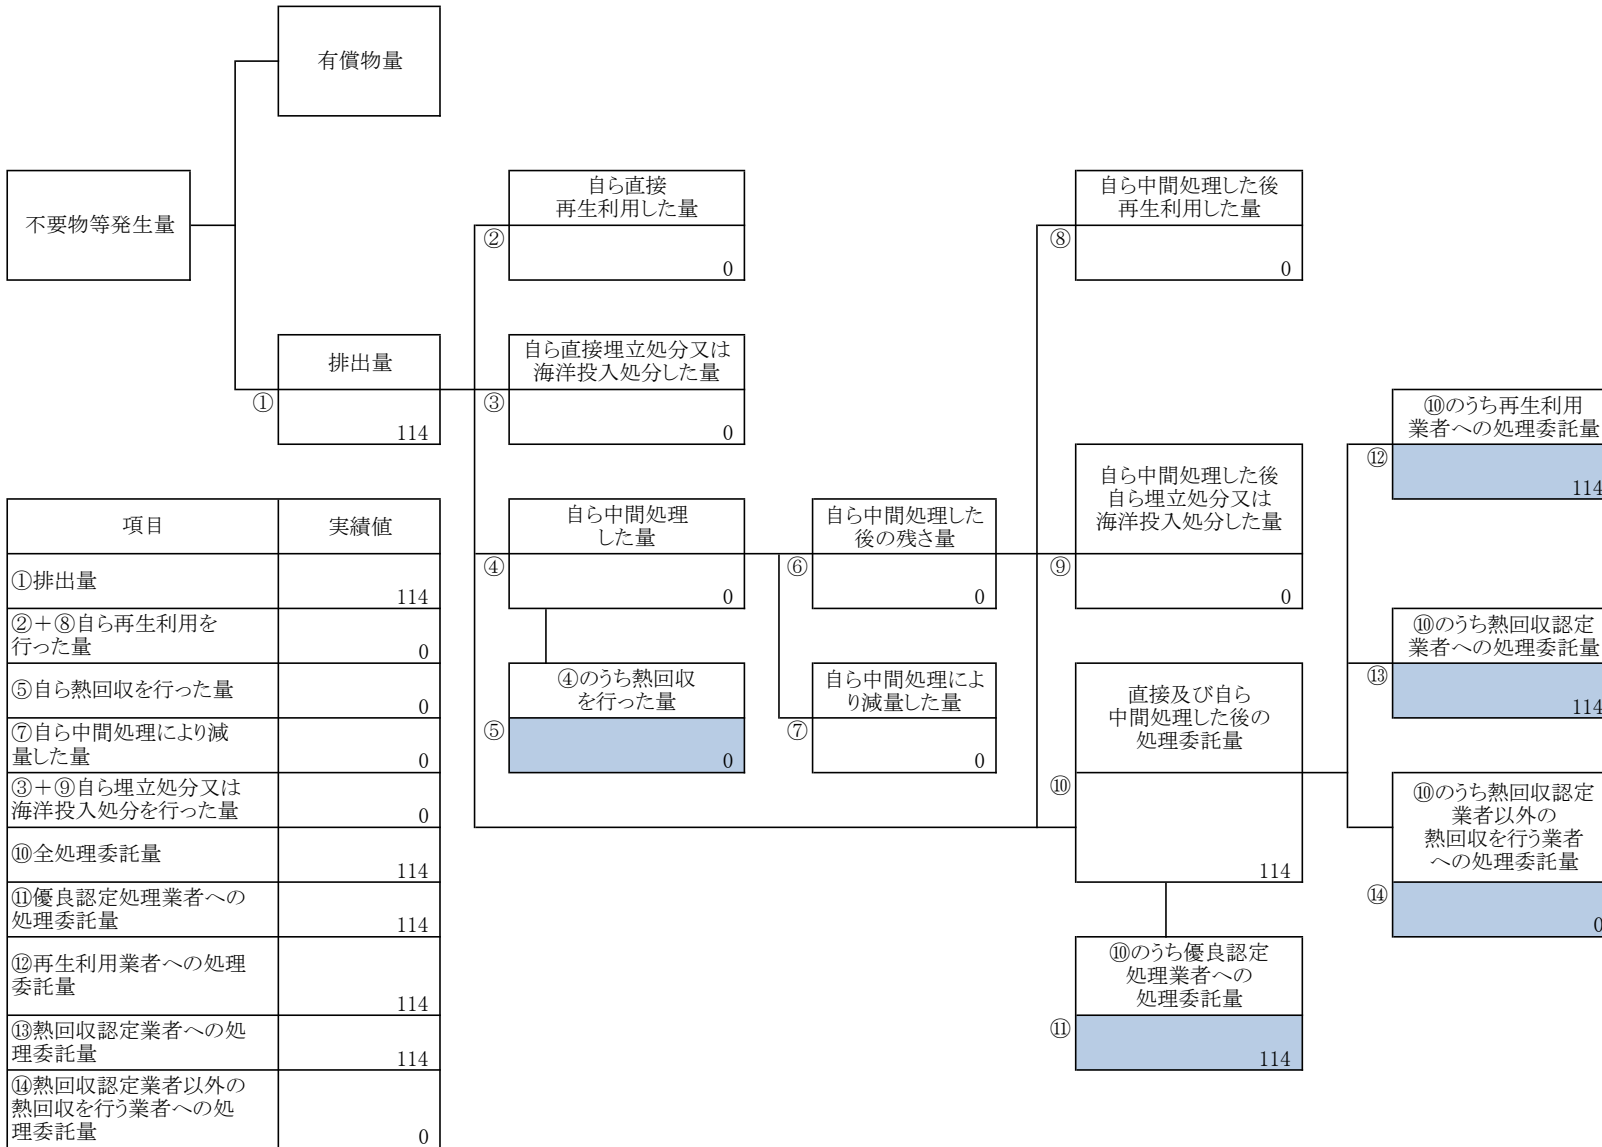 有償物量
不要物等発生量
排出量
①
114
自ら直接
再生利用した量
②
0
自ら直接埋立処分又は
海洋投入処分した量
③
0
自ら中間処理
した量
④
0
④のうち熱回収
を行った量
⑤
0
自ら中間処理した
後の残さ量
⑥
0
自ら中間処理によ
り減量した量
⑦
0
自ら中間処理した後
再生利用した量
⑧
0
自ら中間処理した後
自ら埋立処分又は
海洋投入処分した量
⑨
0
直接及び自ら
中間処理した後の
処理委託量
⑩
114
⑩のうち優良認定
処理業者への
処理委託量
⑪
114
⑩のうち再生利用
業者への処理委託量
⑫
114
⑩のうち熱回収認定
業者への処理委託量
⑬
114
⑩のうち熱回収認定
業者以外の
熱回収を行う業者
への処理委託量
⑭
0
項目 実績値
①排出量
114
②+⑧自ら再生利用を
行った量
0
⑤自ら熱回収を行った量
0
⑦自ら中間処理により減
量した量
0
③+⑨自ら埋立処分又は
海洋投入処分を行った量
0
⑩全処理委託量
114
⑪優良認定処理業者への
処理委託量
114
⑫再生利用業者への処理
委託量
114
⑬熱回収認定業者への処
理委託量
114
⑭熱回収認定業者以外の
熱回収を行う業者への処
理委託量
0